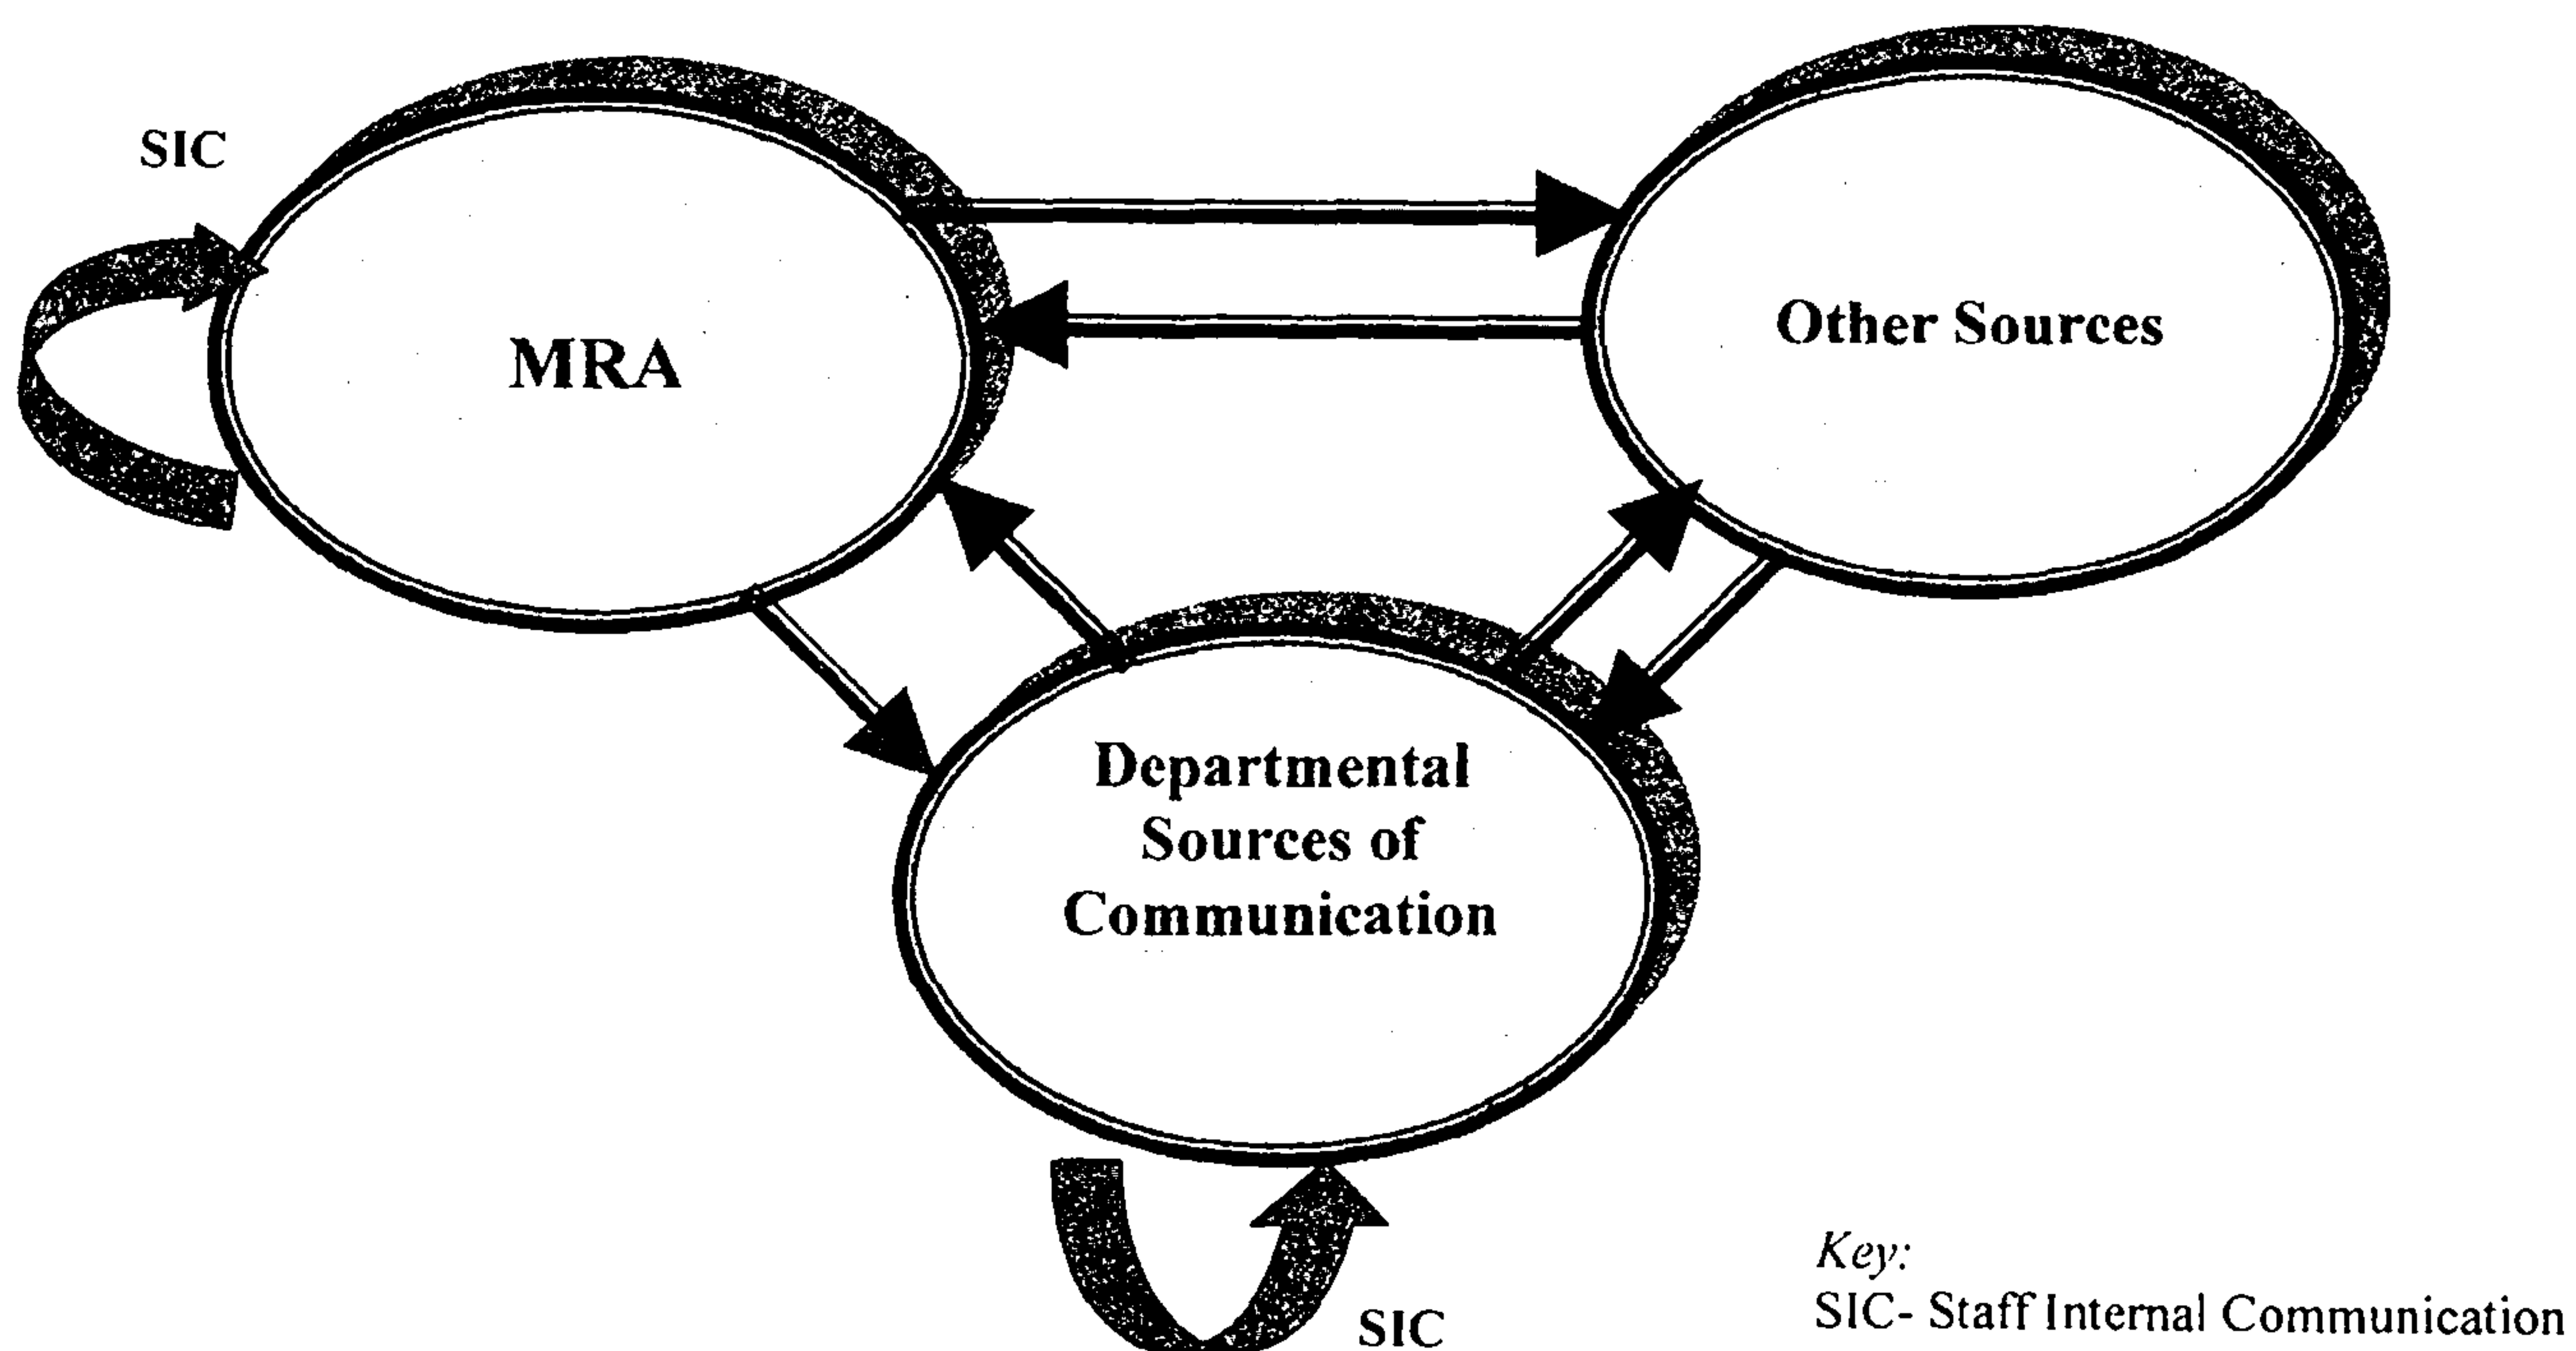 SIC
MRA
Other Sources
Departmental
Sources of
Communication
SIC
Key:
SIC- Staff Internal Communication